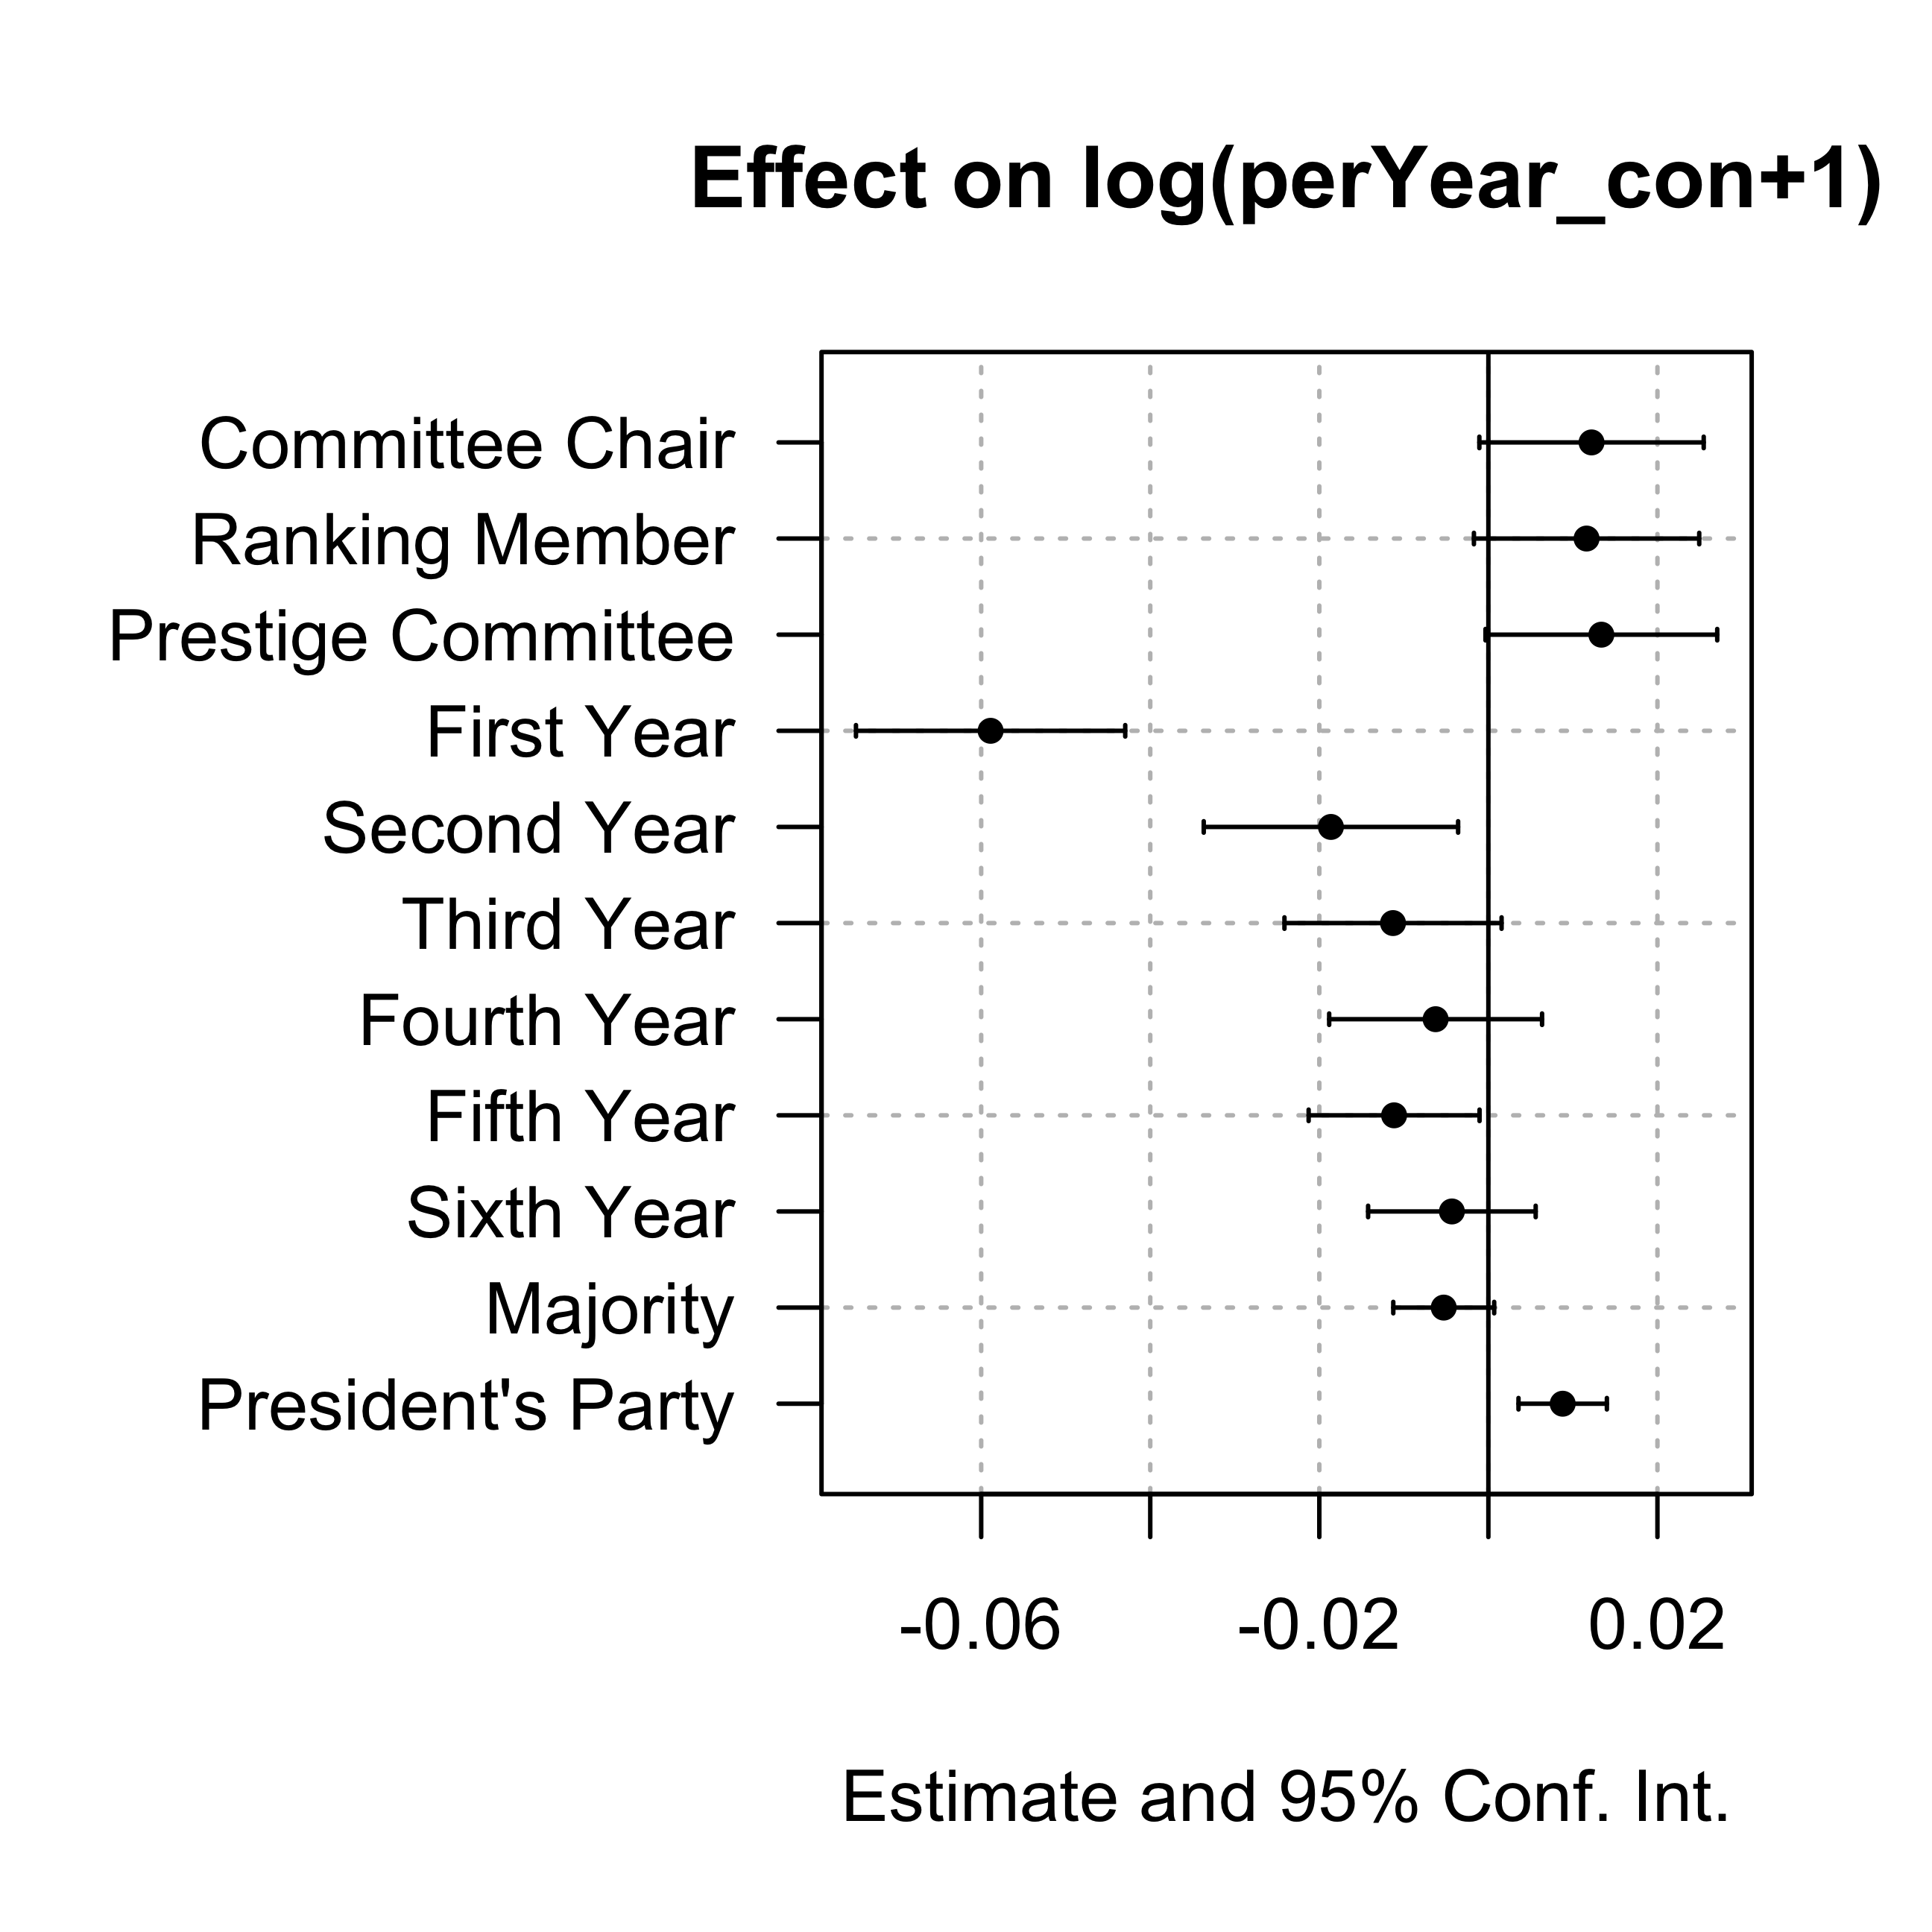 Effect on log(perYear_con+1)
Committee Chair
Ranking Member
Prestige Committee
First Year
Second Year
Third Year
Fourth Year
Fifth Year
Sixth Year
Majority
President's Party
-0.06 -0.02 0.02
Estimate and 95% Conf. Int.